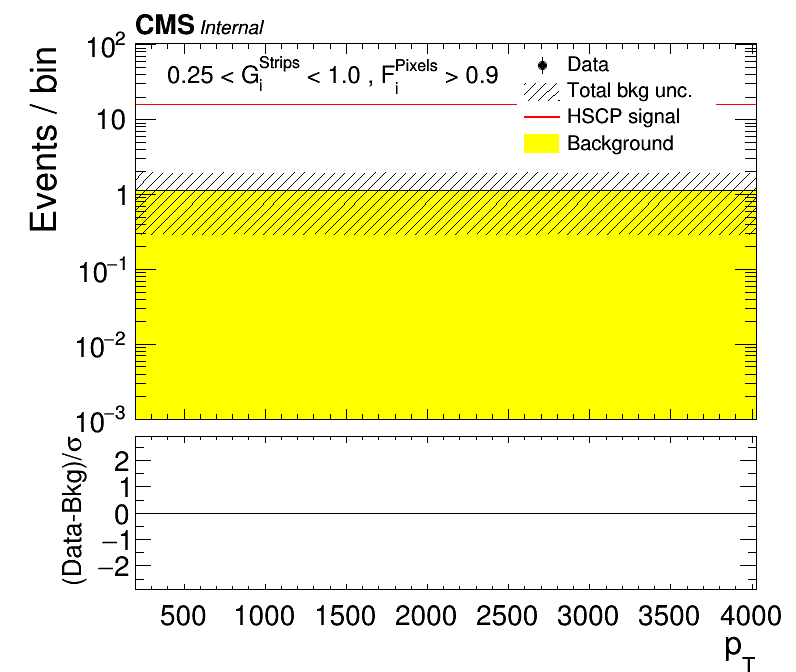 CMS Internal
10²
0.25 < G_i^Strips < 1.0 , F_i^Pixels > 0.9
Data
Total bkg unc.
HSCP signal
Background
10
1
10⁻¹
10⁻²
10⁻³
Events / bin
2
1
0
−1
−2
(Data-Bkg)/σ
500 1000 1500 2000 2500 3000 3500 4000
p_T